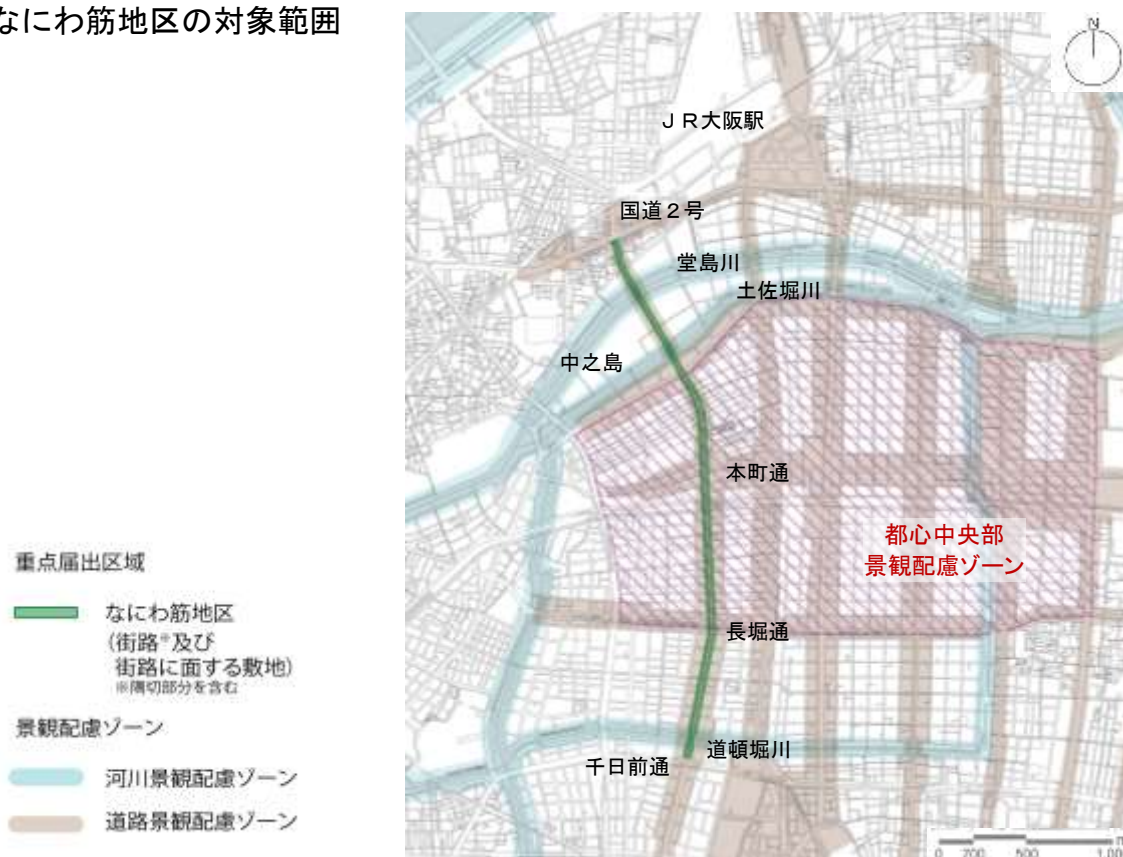 なにわ筋地区の対象範囲
N
ＪＲ大阪駅
国道２号
堂島川
土佐堀川
中之島
本町通
都心中央部
景観配慮ゾーン
長堀通
道頓堀川
千日前通
重点届出区域
なにわ筋地区
(街路※及び
街路に面する敷地)
※隅切部分を含む
景観配慮ゾーン
河川景観配慮ゾーン
道路景観配慮ゾーン
0 200 500